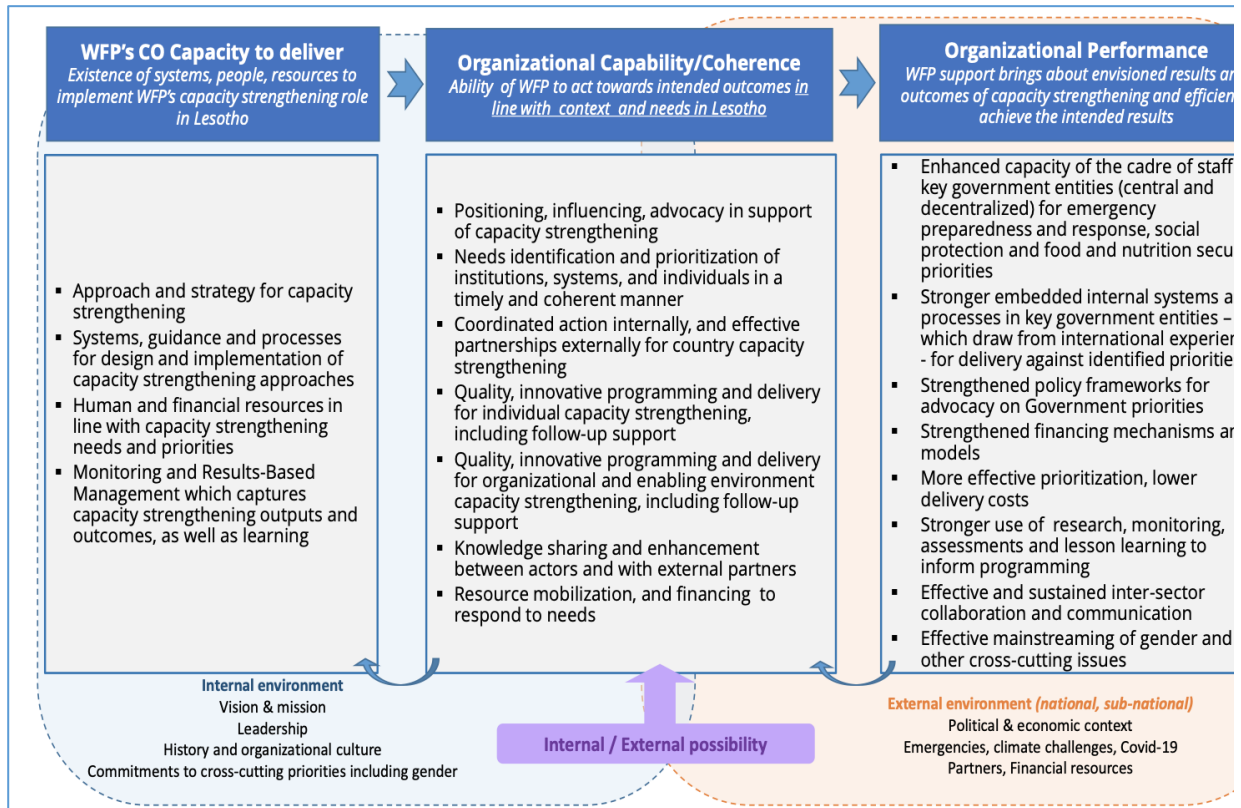 WFP's CO Capacity to deliver
Existence of systems, people, resources to
implement WFP's capacity strengthening role
in Lesotho
Organizational Capability/Coherence
Ability of WFP to act towards intended outcomes in
line with context and needs in Lesotho
Organizational Performance
WFP support brings about envisioned results
outcomes of capacity strengthening and
achieve the intended results
▪ Approach and strategy for capacity
strengthening
▪ Systems, guidance and processes
for design and implementation of
capacity strengthening approaches
▪ Human and financial resources in
line with capacity strengthening
needs and priorities
▪ Monitoring and Results-Based
Management which captures
capacity strengthening outputs and
outcomes, as well as learning
▪ Positioning, influencing, advocacy in support
of capacity strengthening
▪ Needs identification and prioritization of
institutions, systems, and individuals in a
timely and coherent manner
▪ Coordinated action internally, and effective
partnerships externally for country capacity
strengthening
▪ Quality, innovative programming and delivery
for individual capacity strengthening,
including follow-up support
▪ Quality, innovative programming and delivery
for organizational and enabling environment
capacity strengthening, including follow-up
support
▪ Knowledge sharing and enhancement
between actors and with external partners
▪ Resource mobilization, and financing to
respond to needs
▪ Enhanced capacity of the cadre of staff
key government entities (central and
decentralized) for emergency
preparedness and response, social
protection and food and nutrition
priorities
▪ Stronger embedded internal systems
processes in key government entities –
which draw from international
- for delivery against identified
▪ Strengthened policy frameworks for
advocacy on Government priorities
▪ Strengthened financing mechanisms
models
▪ More effective prioritization, lower
delivery costs
▪ Stronger use of research, monitoring,
assessments and lesson learning to
inform programming
▪ Effective and sustained inter-sector
collaboration and communication
▪ Effective mainstreaming of gender and
other cross-cutting issues
Internal environment
Vision & mission
Leadership
History and organizational culture
Commitments to cross-cutting priorities including gender
Internal / External possibility
External environment (national, sub-national)
Political & economic context
Emergencies, climate challenges, Covid-19
Partners, Financial resources